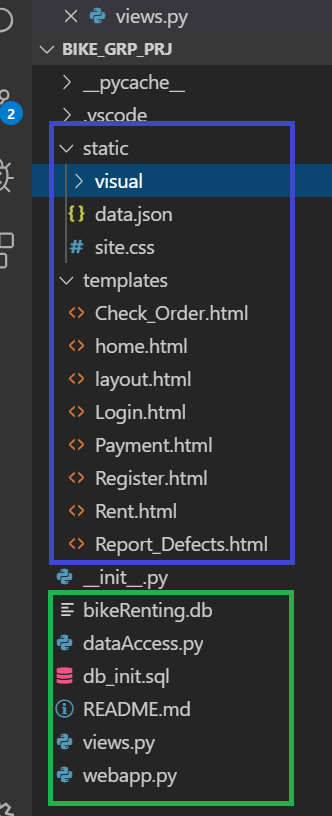 views.py
BIKE_GRP_PRJ
__pycache__
.vscode
2
static
visual
{} data.json
# site.css
templates
<> Check_Order.html
<> home.html
<> layout.html
<> Login.html
<> Payment.html
<> Register.html
<> Rent.html
<> Report_Defects.html
__init__.py
bikeRenting.db
dataAccess.py
db_init.sql
README.md
views.py
webapp.py